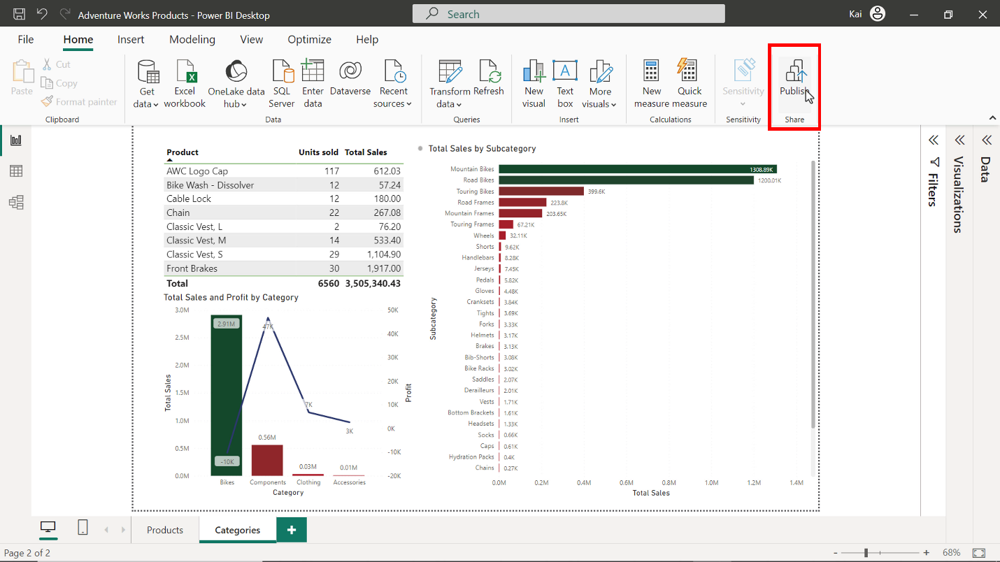 Adventure Works Products - Power BI Desktop
Search
Kai
File
Home
Insert
Modeling
View
Optimize
Help
Paste
Cut
Copy
Format painter
Clipboard
Get
data
Excel
workbook
OneLake data
hub
SQL
Server
Enter
data
Dataverse
Recent
sources
Data
Transform
data
Refresh
Queries
New
visual
Text
box
More
visuals
Insert
New
measure
Quick
measure
Calculations
Sensitivity
Sensitivity
Publish
Share
Product Units sold Total Sales
AWC Logo Cap 117 612.03
Bike Wash - Dissolver 12 57.24
Cable Lock 12 180.00
Chain 22 267.08
Classic Vest, L 2 76.20
Classic Vest, M 14 533.40
Classic Vest, S 29 1,104.90
Front Brakes 30 1,917.00
Total 6560 3,505,340.43
Total Sales and Profit by Category
Total Sales
3.0M
2.5M
2.0M
1.5M
1.0M
0.5M
0.0M
2.91M
-10K
0.56M
47K
0.03M
7K
0.01M
3K
50K
40K
30K
20K
10K
0K
-10K
-20K
Profit
Bikes Components Clothing Accessories
Category
Total Sales by Subcategory
Subcategory
Mountain Bikes 1308.89K
Road Bikes 1200.01K
Touring Bikes 399.6K
Road Frames 223.8K
Mountain Frames 203.65K
Touring Frames 67.21K
Wheels 32.11K
Shorts 9.62K
Handlebars 8.28K
Jerseys 7.45K
Pedals 5.82K
Gloves 4.48K
Cranksets 3.84K
Tights 3.69K
Forks 3.33K
Helmets 3.17K
Brakes 3.13K
Bib-Shorts 3.08K
Bike Racks 3.02K
Saddles 2.07K
Derailleurs 2.01K
Vests 1.71K
Bottom Brackets 1.61K
Headsets 1.33K
Socks 0.66K
Caps 0.61K
Hydration Packs 0.4K
Chains 0.27K
0.0M 0.2M 0.4M 0.6M 0.8M 1.0M 1.2M 1.4M
Total Sales
Filters
Visualizations
Data
Products
Categories
Page 2 of 2
68%